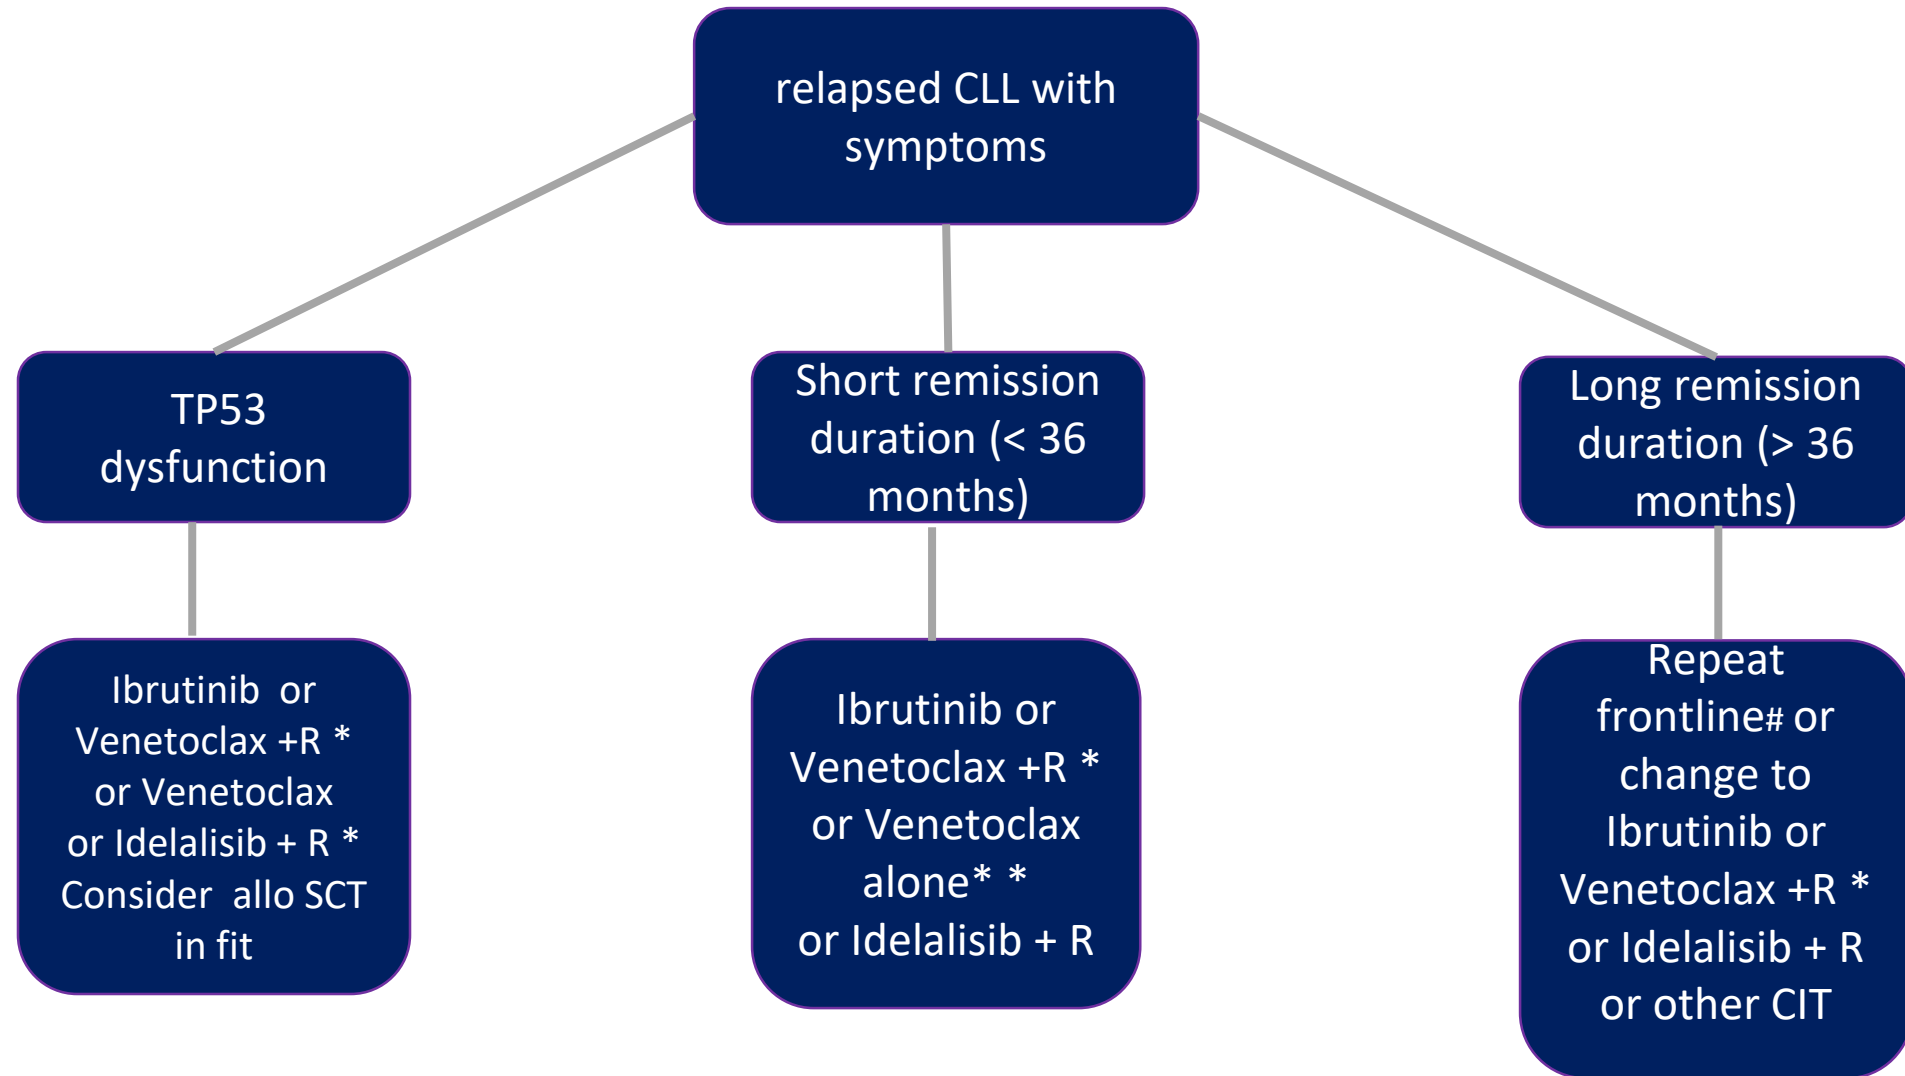 relapsed CLL with
symptoms
TP53
dysfunction
Short remission
duration (< 36
months)
Long remission
duration (> 36
months)
Ibrutinib or
Venetoclax +R *
or Venetoclax
or Idelalisib + R *
Consider allo SCT
in fit
Ibrutinib or
Venetoclax +R *
or Venetoclax
alone* *
or Idelalisib + R
Repeat
frontline# or
change to
Ibrutinib or
Venetoclax +R *
or Idelalisib + R
or other CIT